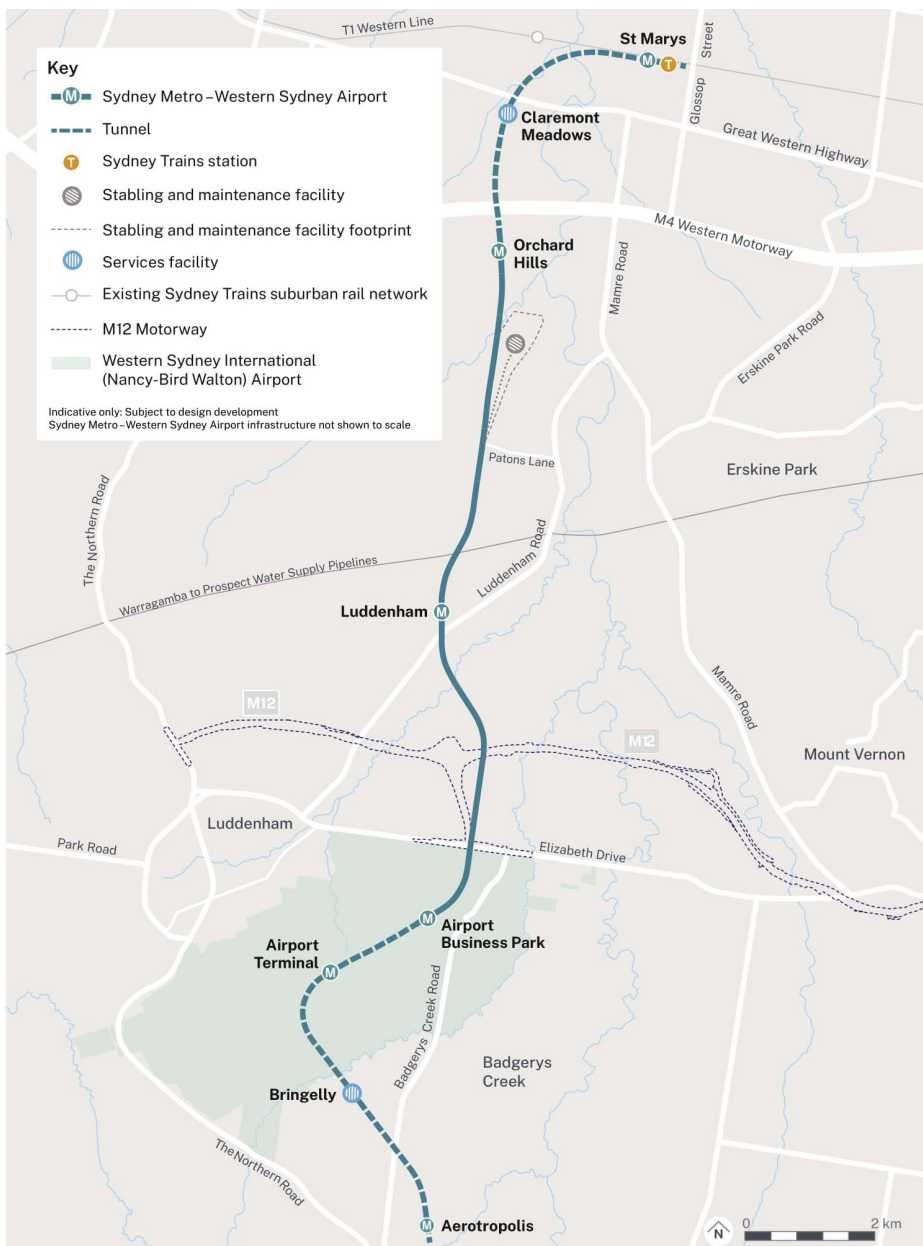 T1 Western Line
St Marys
Glossop Street
M
T
Key
M Sydney Metro – Western Sydney Airport
Tunnel
T Sydney Trains station
Stabling and maintenance facility
Stabling and maintenance facility footprint
Services facility
Existing Sydney Trains suburban rail network
M12 Motorway
Western Sydney International
(Nancy-Bird Walton) Airport
Indicative only: Subject to design development
Sydney Metro – Western Sydney Airport infrastructure not shown to scale
Claremont
Meadows
Great Western Highway
M4 Western Motorway
M
Orchard
Hills
Mamre Road
Erskine Park Road
Patons Lane
Erskine Park
The Northern Road
Warragamba to Prospect Water Supply Pipelines
Luddenham Road
Luddenham
M
Mamre Road
M12
M12
Mount Vernon
Luddenham
Park Road
Elizabeth Drive
M
Airport
Business Park
Airport
Terminal
M
Badgerys Creek Road
Badgerys
Creek
Bringelly
The Northern Road
M
Aerotropolis
N
0
2 km